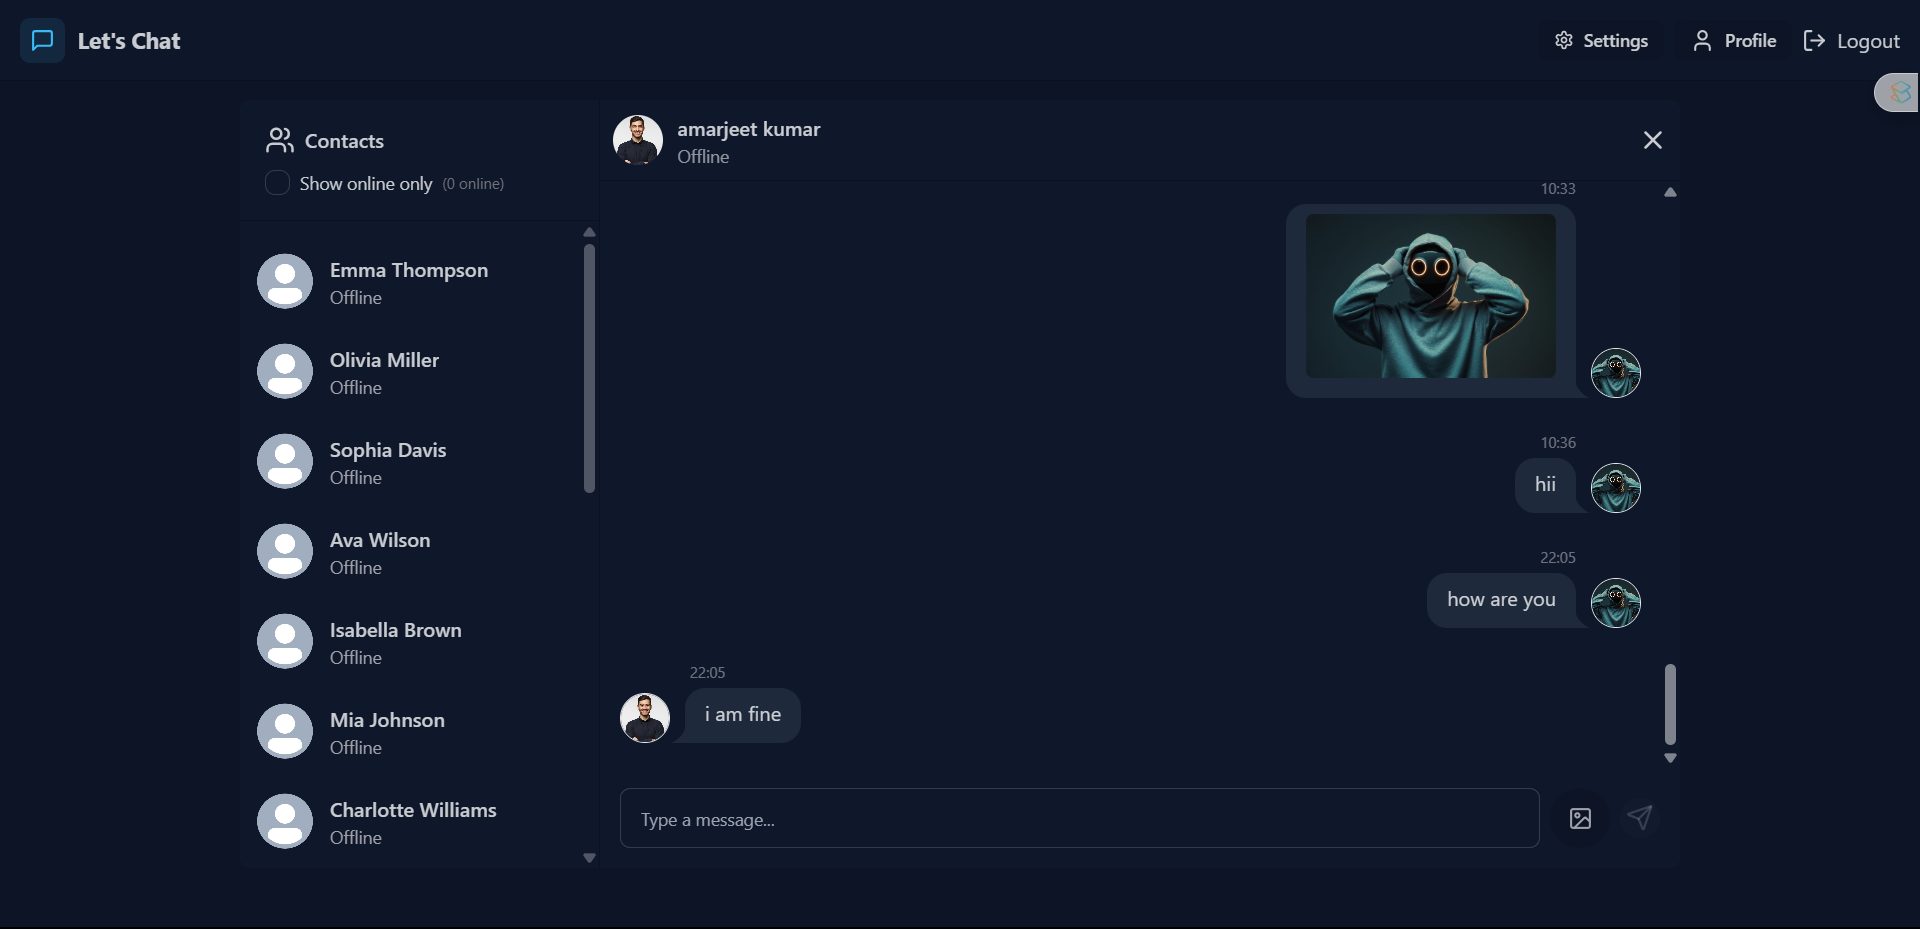 Let's Chat
Settings
Profile
Logout
Contacts
Show online only (0 online)
Emma Thompson
Offline
Olivia Miller
Offline
Sophia Davis
Offline
Ava Wilson
Offline
Isabella Brown
Offline
Mia Johnson
Offline
Charlotte Williams
Offline
amarjeet kumar
Offline
10:33
10:36
hii
22:05
how are you
22:05
i am fine
Type a message...